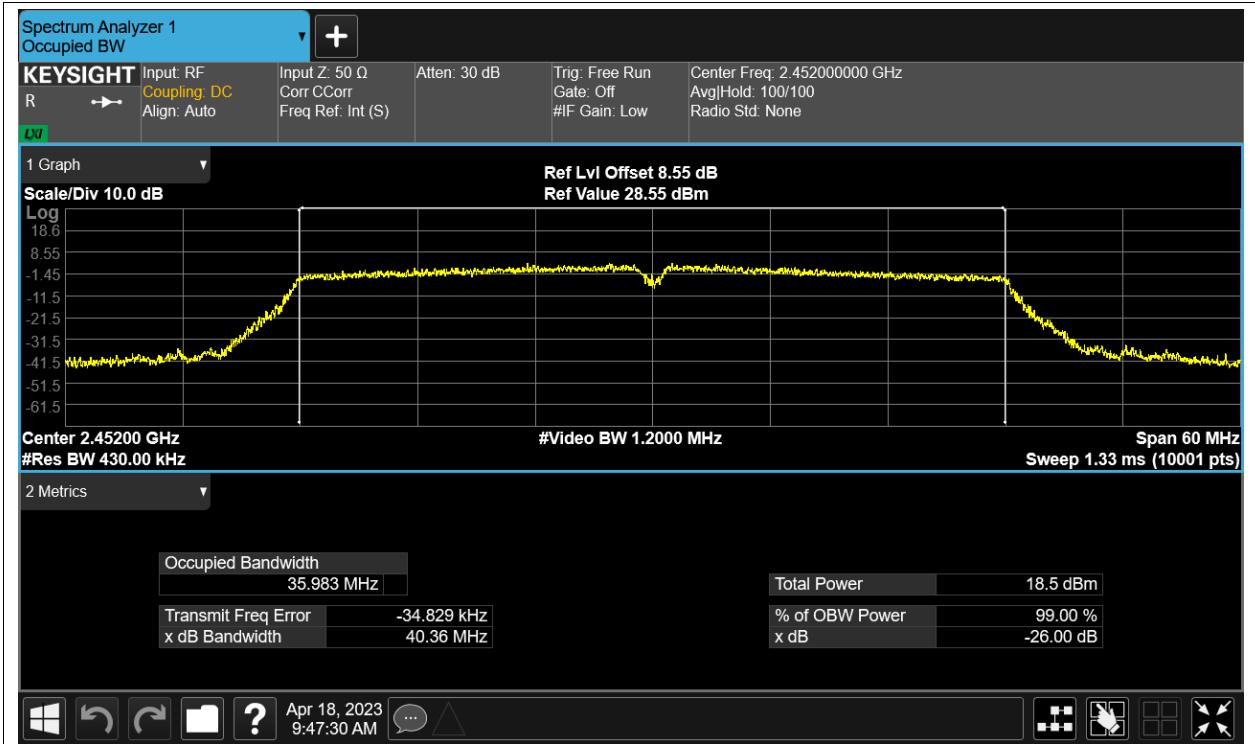 Spectrum Analyzer 1
Occupied BW
KEYSIGHT
R
LXI
Input: RF
Coupling: DC
Align: Auto
Input Z: 50 Ω
Corr CCorr
Freq Ref: Int (S)
Atten: 30 dB
Trig: Free Run
Gate: Off
#IF Gain: Low
Center Freq: 2.452000000 GHz
Avg|Hold: 100/100
Radio Std: None
1 Graph
Scale/Div 10.0 dB
Ref Lvl Offset 8.55 dB
Ref Value 28.55 dBm
Log
18.6
8.55
-1.45
-11.5
-21.5
-31.5
-41.5
-51.5
-61.5
Center 2.45200 GHz
#Video BW 1.2000 MHz
Span 60 MHz
#Res BW 430.00 kHz
Sweep 1.33 ms (10001 pts)
2 Metrics
Occupied Bandwidth
35.983 MHz
Total Power 18.5 dBm
Transmit Freq Error -34.829 kHz
% of OBW Power 99.00 %
x dB Bandwidth 40.36 MHz
x dB -26.00 dB
?
Apr 18, 2023
9:47:30 AM